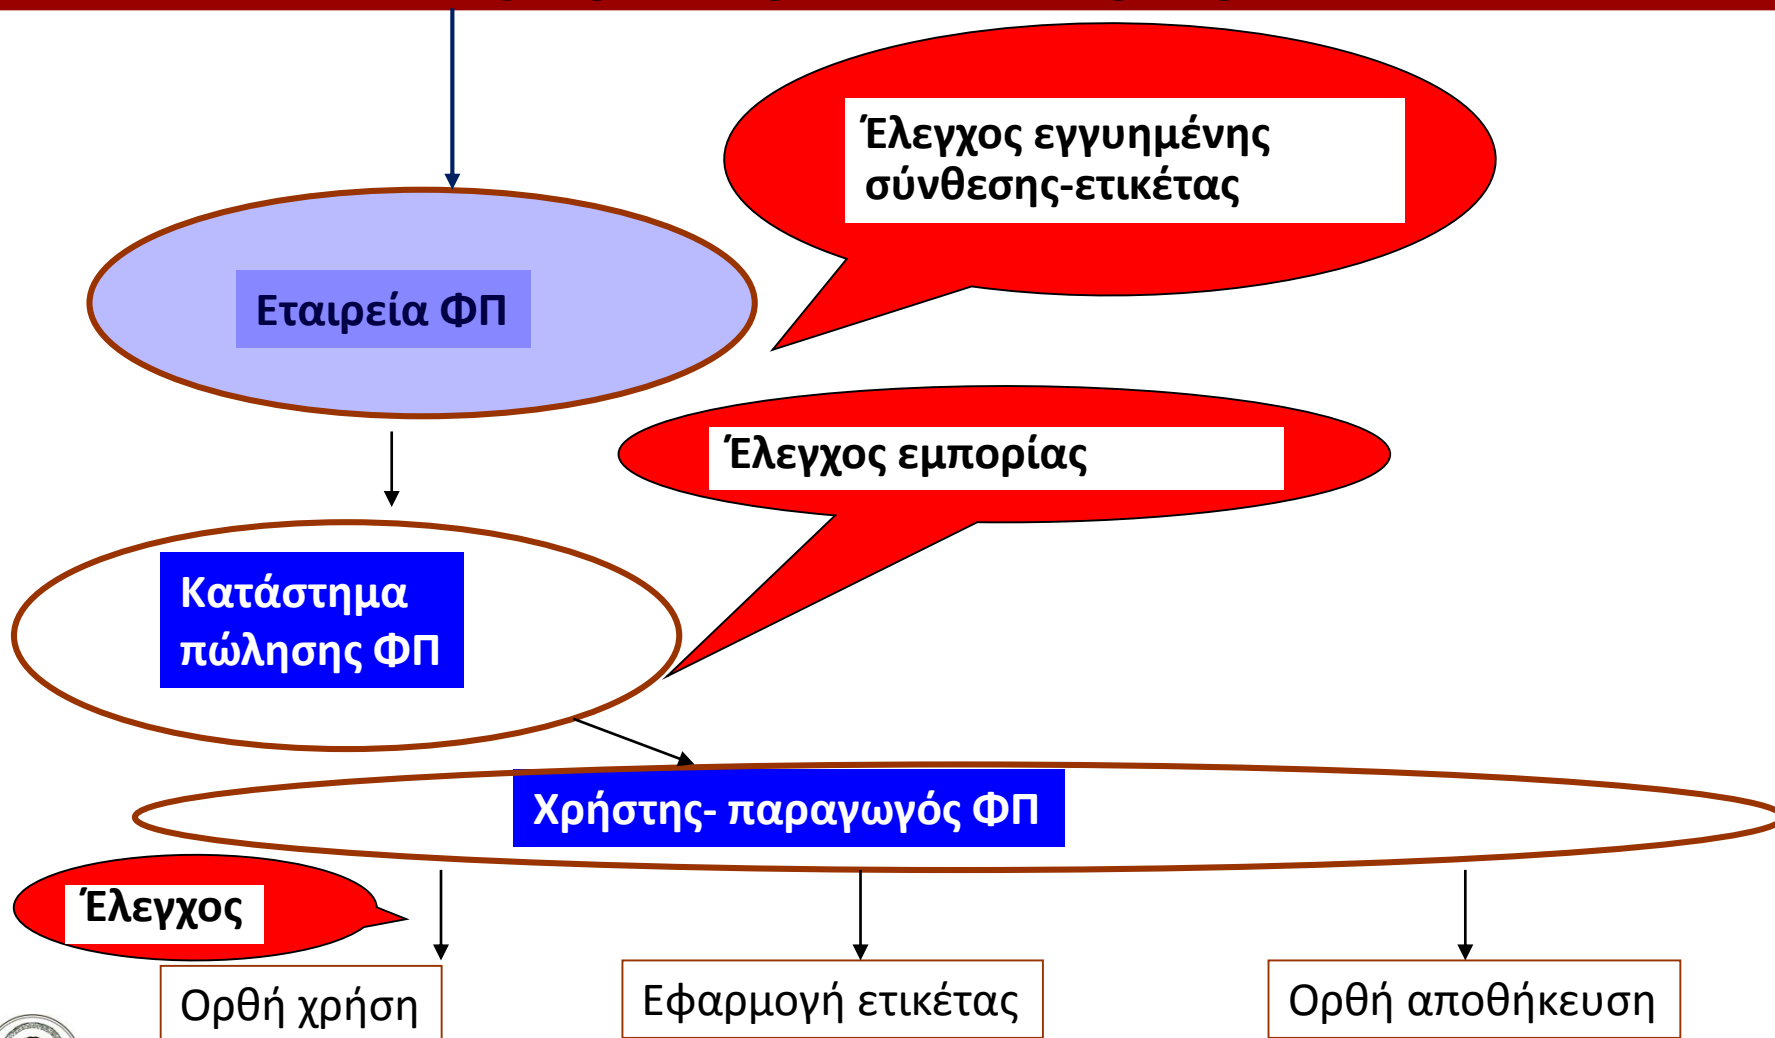 Έλεγχος εγγυημένης
σύνθεσης-ετικέτας
Εταιρεία ΦΠ
Έλεγχος εμπορίας
Κατάστημα
πώλησης ΦΠ
Χρήστης- παραγωγός ΦΠ
Έλεγχος
Ορθή χρήση
Εφαρμογή ετικέτας
Ορθή αποθήκευση